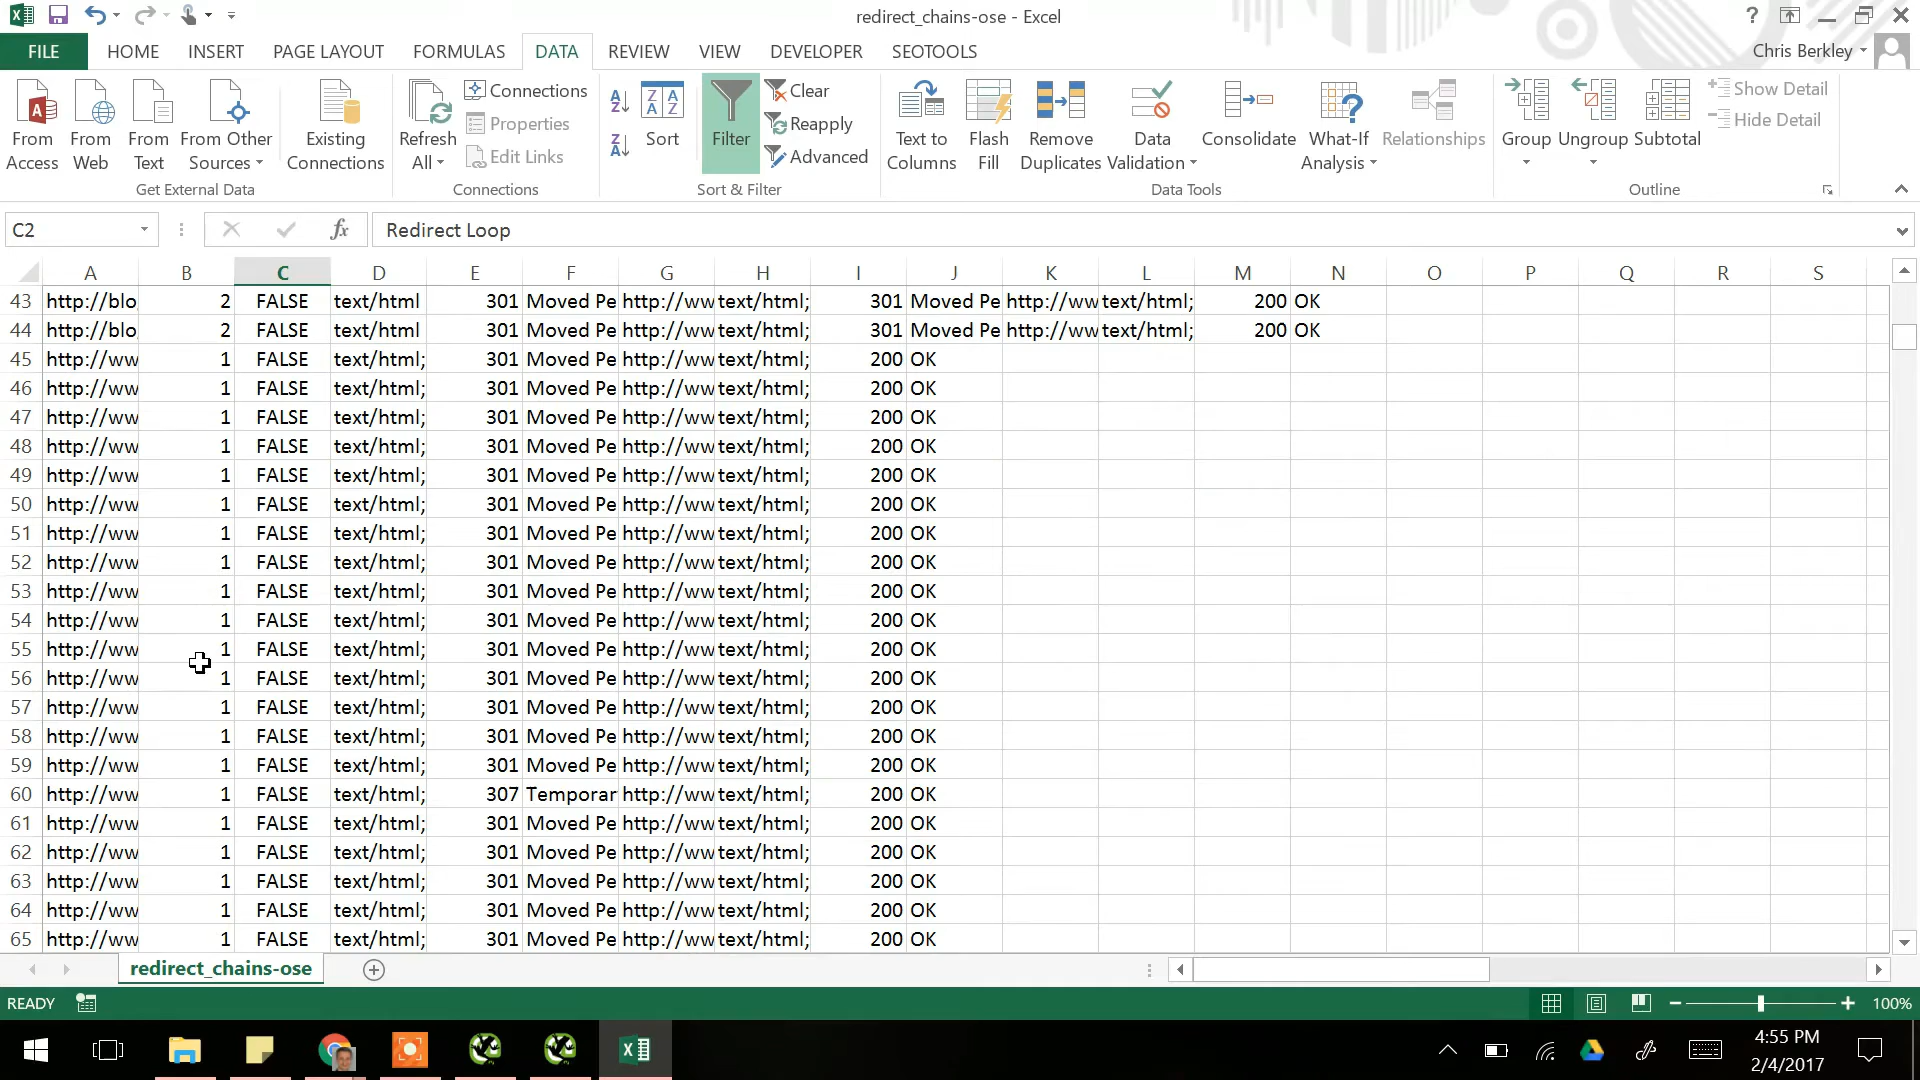 redirect_chains-ose - Excel
FILE HOME INSERT PAGE LAYOUT FORMULAS DATA REVIEW VIEW DEVELOPER SEOTOOLS Chris Berkley
From Access From Web From Text From Other Sources Existing Connections
Get External Data
Refresh All Connections Properties Edit Links
Connections
Sort Filter Clear Reapply Advanced
Sort & Filter
Text to Columns Flash Fill Remove Duplicates Data Validation Consolidate What-If Analysis Relationships
Data Tools
Group Ungroup Subtotal Show Detail Hide Detail
Outline
C2 fx Redirect Loop
A B C D E F G H I J K L M N O P Q R S
43 http://blo 2 FALSE text/html 301 Moved Pe http://ww text/html; 301 Moved Pe http://ww text/html; 200 OK
44 http://blo 2 FALSE text/html 301 Moved Pe http://ww text/html; 301 Moved Pe http://ww text/html; 200 OK
45 http://ww 1 FALSE text/html; 301 Moved Pe http://ww text/html; 200 OK
46 http://ww 1 FALSE text/html; 301 Moved Pe http://ww text/html; 200 OK
47 http://ww 1 FALSE text/html; 301 Moved Pe http://ww text/html; 200 OK
48 http://ww 1 FALSE text/html; 301 Moved Pe http://ww text/html; 200 OK
49 http://ww 1 FALSE text/html; 301 Moved Pe http://ww text/html; 200 OK
50 http://ww 1 FALSE text/html; 301 Moved Pe http://ww text/html; 200 OK
51 http://ww 1 FALSE text/html; 301 Moved Pe http://ww text/html; 200 OK
52 http://ww 1 FALSE text/html; 301 Moved Pe http://ww text/html; 200 OK
53 http://ww 1 FALSE text/html; 301 Moved Pe http://ww text/html; 200 OK
54 http://ww 1 FALSE text/html; 301 Moved Pe http://ww text/html; 200 OK
55 http://ww 1 FALSE text/html; 301 Moved Pe http://ww text/html; 200 OK
56 http://ww 1 FALSE text/html; 301 Moved Pe http://ww text/html; 200 OK
57 http://ww 1 FALSE text/html; 301 Moved Pe http://ww text/html; 200 OK
58 http://ww 1 FALSE text/html; 301 Moved Pe http://ww text/html; 200 OK
59 http://ww 1 FALSE text/html; 301 Moved Pe http://ww text/html; 200 OK
60 http://ww 1 FALSE text/html; 307 Temporar http://ww text/html; 200 OK
61 http://ww 1 FALSE text/html; 301 Moved Pe http://ww text/html; 200 OK
62 http://ww 1 FALSE text/html; 301 Moved Pe http://ww text/html; 200 OK
63 http://ww 1 FALSE text/html; 301 Moved Pe http://ww text/html; 200 OK
64 http://ww 1 FALSE text/html; 301 Moved Pe http://ww text/html; 200 OK
65 http://ww 1 FALSE text/html; 301 Moved Pe http://ww text/html; 200 OK
redirect_chains-ose
READY 100%
4:55 PM
2/4/2017